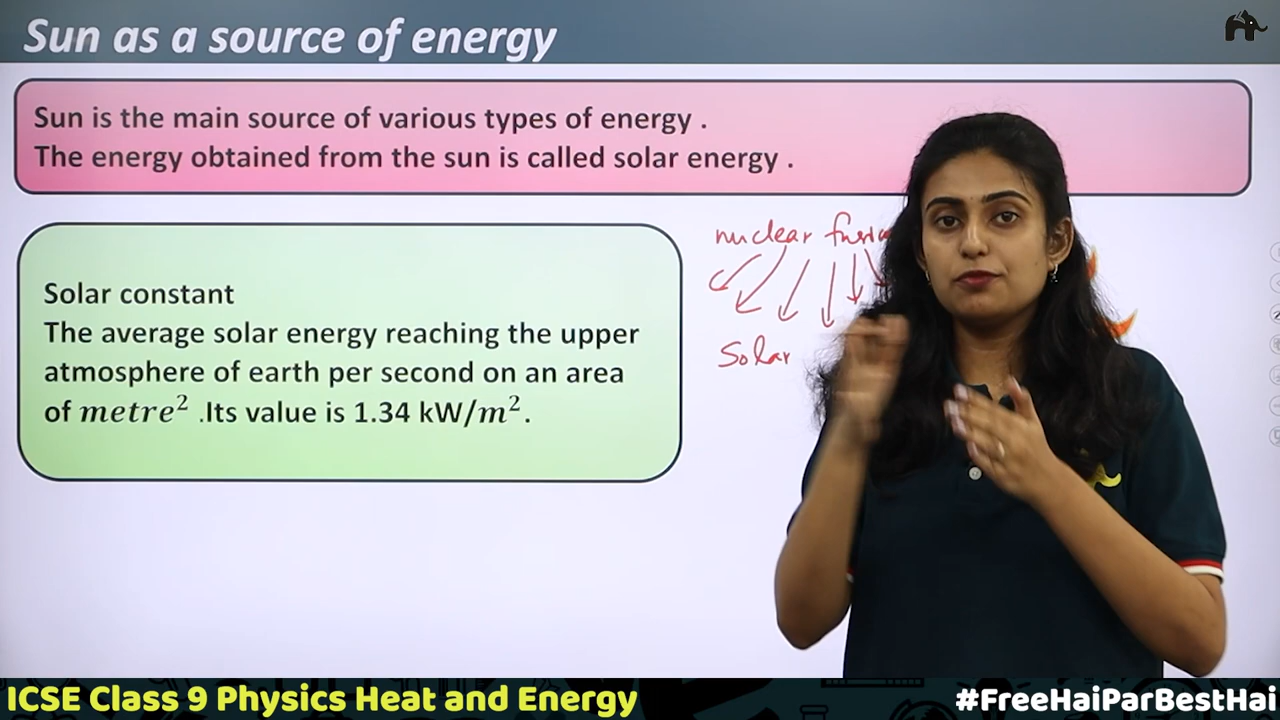 Sun as a source of energy
Sun is the main source of various types of energy .
The energy obtained from the sun is called solar energy .
nuclear
Solar constant
The average solar energy reaching the upper
atmosphere of earth per second on an area
of metre² .Its value is 1.34 kW/m².
Solar
ICSE Class 9 Physics Heat and Energy
#FreeHaiParBestHai